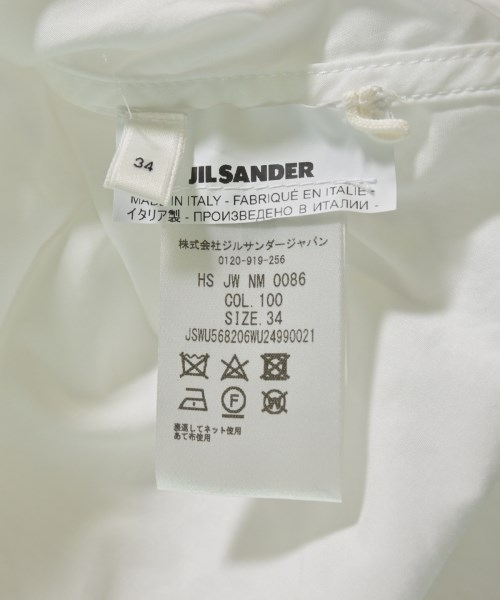 34
JIL SANDER
MADE IN ITALY - FABRIQUÉ EN ITALIE -
イタリア製 - ПРОИЗВЕДЕНО В ИТАЛИИ -
株式会社ジルサンダージャパン
0120-919-256
HS JW NM 0086
COL. 100
SIZE. 34
JSWU568206WU24990021
F W
裏返してネット使用
あて布使用